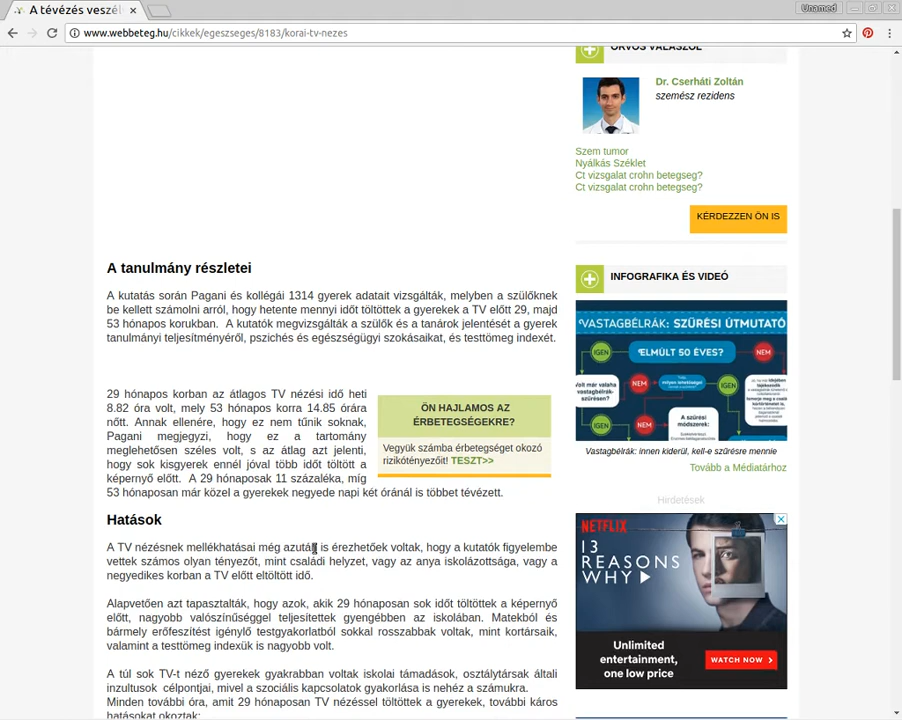 A tévézés veszél
Unamed
www.webbeteg.hu/cikkek/egeszseges/8183/korai-tv-nezes
ORVOS VÁLASZOL
Dr. Cserháti Zoltán
szemész rezidens
Szem tumor
Nyálkás Széklet
Ct vizsgalat crohn betegseg?
Ct vizsgalat crohn betegseg?
KÉRDEZZEN ÖN IS
A tanulmány részletei
A kutatás során Pagani és kollégái 1314 gyerek adatait vizsgálták, melyben a szülőknek
be kellett számolni arról, hogy hetente mennyi időt töltöttek a gyerekek a TV előtt 29, majd
53 hónapos korukban. A kutatók megvizsgálták a szülők és a tanárok jelentését a gyerek
tanulmányi teljesítményéről, pszichés és egészségügyi szokásaikat, és testtömeg indexét.
29 hónapos korban az átlagos TV nézési idő heti
8.82 óra volt, mely 53 hónapos korra 14.85 órára
nőtt. Annak ellenére, hogy ez nem tűnik soknak,
Pagani megjegyzi, hogy ez a tartomány
meglehetősen széles volt, s az átlag azt jelenti,
hogy sok kisgyerek ennél jóval több időt töltött a
képernyő előtt. A 29 hónaposak 11 százaléka, míg
53 hónaposan már közel a gyerekek negyede napi két óránál is többet tévézett.
ÖN HAJLAMOS AZ
ÉRBETEGSÉGEKRE?
Vegyük számba érbetegséget okozó
rizikótényezőit! TESZT>>
Hatások
A TV nézésnek mellékhatásai még azután is érezhetőek voltak, hogy a kutatók figyelembe
vettek számos olyan tényezőt, mint családi helyzet, vagy az anya iskolázottsága, vagy a
negyedikes korban a TV előtt eltöltött idő.
Alapvetően azt tapasztalták, hogy azok, akik 29 hónaposan sok időt töltöttek a képernyő
előtt, nagyobb valószínűséggel teljesítettek gyengébben az iskolában. Matekból és
bármely erőfeszítést igénylő testgyakorlatból sokkal rosszabbak voltak, mint kortársaik,
valamint a testtömeg indexük is nagyobb volt.
A túl sok TV-t néző gyerekek gyakrabban voltak iskolai támadások, osztálytársak általi
inzultusok célpontjai, mivel a szociális kapcsolatok gyakorlása is nehéz a számukra.
Minden további óra, amit 29 hónaposan TV nézéssel töltöttek a gyerekek, további káros
hatásokat okoztak:
INFOGRAFIKA ÉS VIDEÓ
VASTAGBÉLRÁK: SZŰRÉSI ÚTMUTATÓ
IGEN
ELMÚLT 50 ÉVES?
NEM
Volt már valaha
vastagbélrák-
szűrésen?
NEM
IGEN
NEM
IGEN
A szűrési
módszerek:
NEM
Vastagbélrák: innen kiderül, kell-e szűrésre mennie
Tovább a Médiatárhoz
Hirdetések
NETFLIX
13
REASONS
WHY
Unlimited
entertainment,
one low price
WATCH NOW